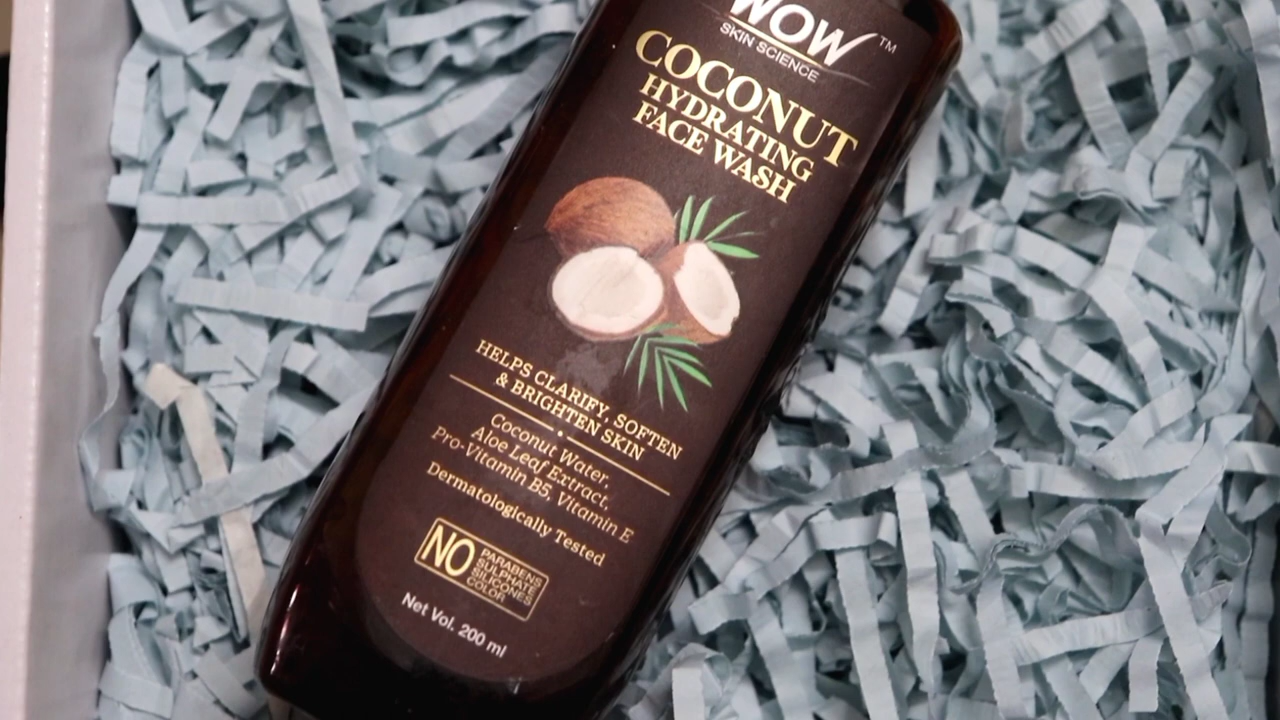 WOW
SKIN SCIENCE
TM
COCONUT
HYDRATING
FACE WASH
HELPS CLARIFY, SOFTEN
& BRIGHTEN SKIN
Coconut Water,
Aloe Leaf Extract,
Pro-Vitamin B5, Vitamin E
Dermatologically Tested
NO
PARABENS
SULPHATE
SILICONES
COLOR
Net Vol. 200 ml